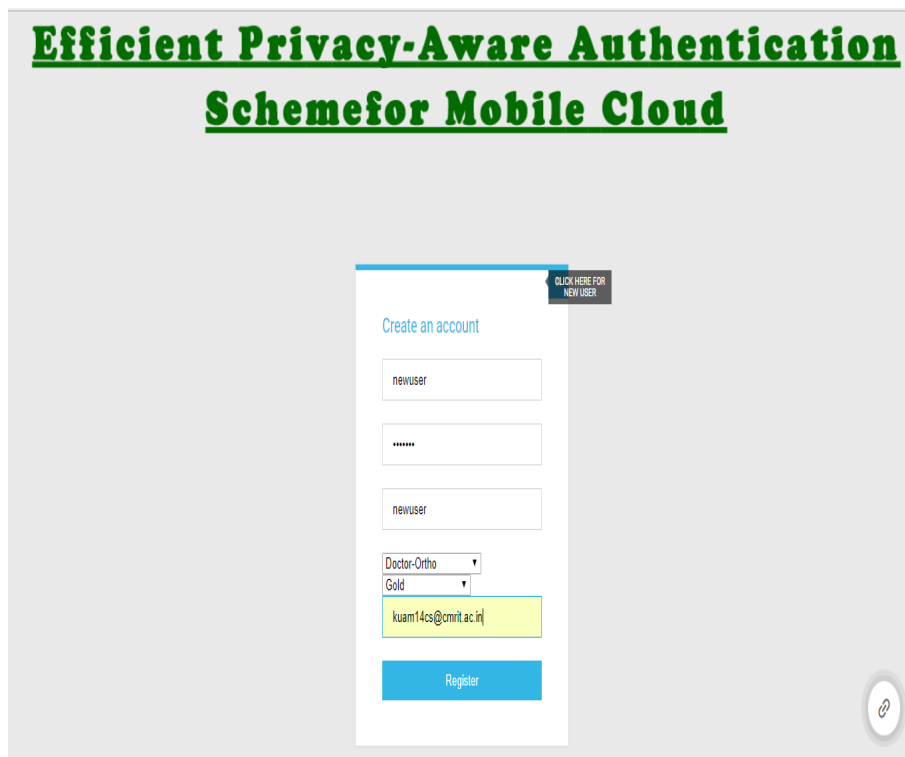 Efficient Privacy-Aware Authentication
Schemefor Mobile Cloud
CLICK HERE FOR
NEW USER
Create an account
newuser
•••••••
newuser
Doctor-Ortho
Gold
kuam14cs@cmrit.ac.in
Register